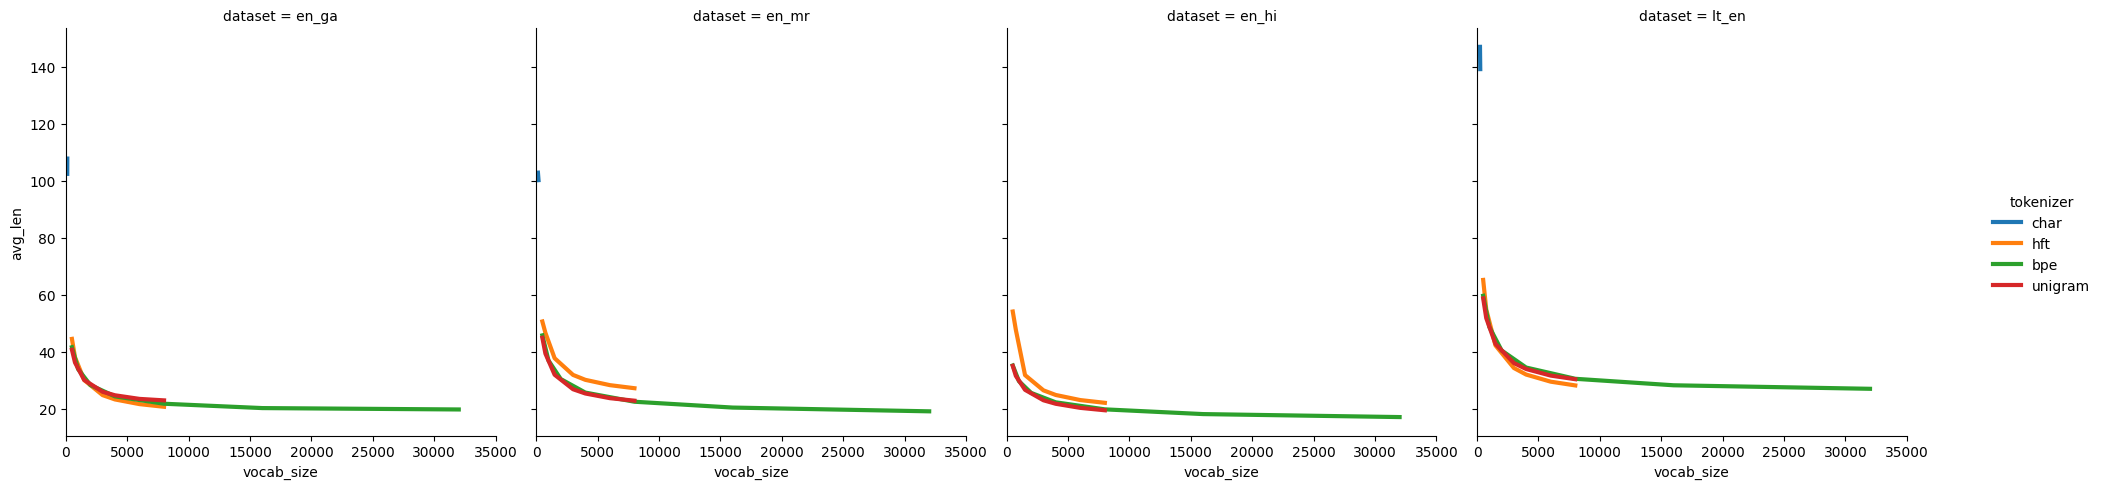 dataset = en_ga
dataset = en_mr
dataset = en_hi
dataset = lt_en
140
120
100
80
60
40
20
avg_len
0 5000 10000 15000 20000 25000 30000 35000
0 5000 10000 15000 20000 25000 30000 35000
0 5000 10000 15000 20000 25000 30000 35000
0 5000 10000 15000 20000 25000 30000 35000
vocab_size
vocab_size
vocab_size
vocab_size
tokenizer
char
hft
bpe
unigram